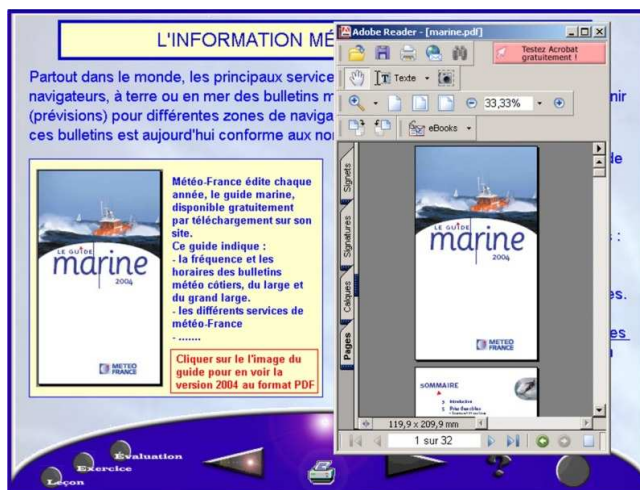 L'INFORMATION MÉ
Partout dans le monde, les principaux service
navigateurs, à terre ou en mer des bulletins m
nir
(prévisions) pour différentes zones de naviga
ces bulletins est aujourd'hui conforme aux no
de
:
es.
es
LE GUIDE
marine
2004
METEO
FRANCE
Météo-France édite chaque
année, le guide marine,
disponible gratuitement
par téléchargement sur son
site.
Ce guide indique :
- la fréquence et les
horaires des bulletins
météo côtiers, du large et
du grand large.
- les différents services de
météo-France
- .......
Cliquer sur le l'image du
guide pour en voir la
version 2004 au format PDF
Adobe Reader - [marine.pdf]
Testez Acrobat
gratuitement !
Texte
33,33%
eBooks
Signets
Signatures
Calques
Pages
LE GUIDE
marine
2004
METEO
FRANCE
SOMMAIRE
119,9 x 209,9 mm
1 sur 32
Évaluation
Exercice
Leçon
?